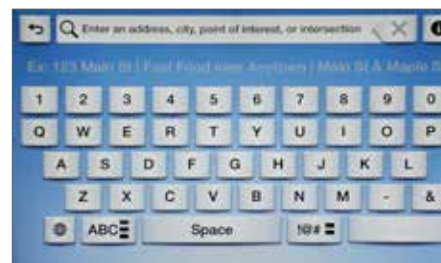 Enter an address, city, point of interest, or intersection
Ex: 123 Main St | Fast Food near Anytown | Main St & Maple S
1 2 3 4 5 6 7 8 9 0
Q W E R T Y U I O P
A S D F G H J K L
Z X C V B N M - &
ABC Space !@#